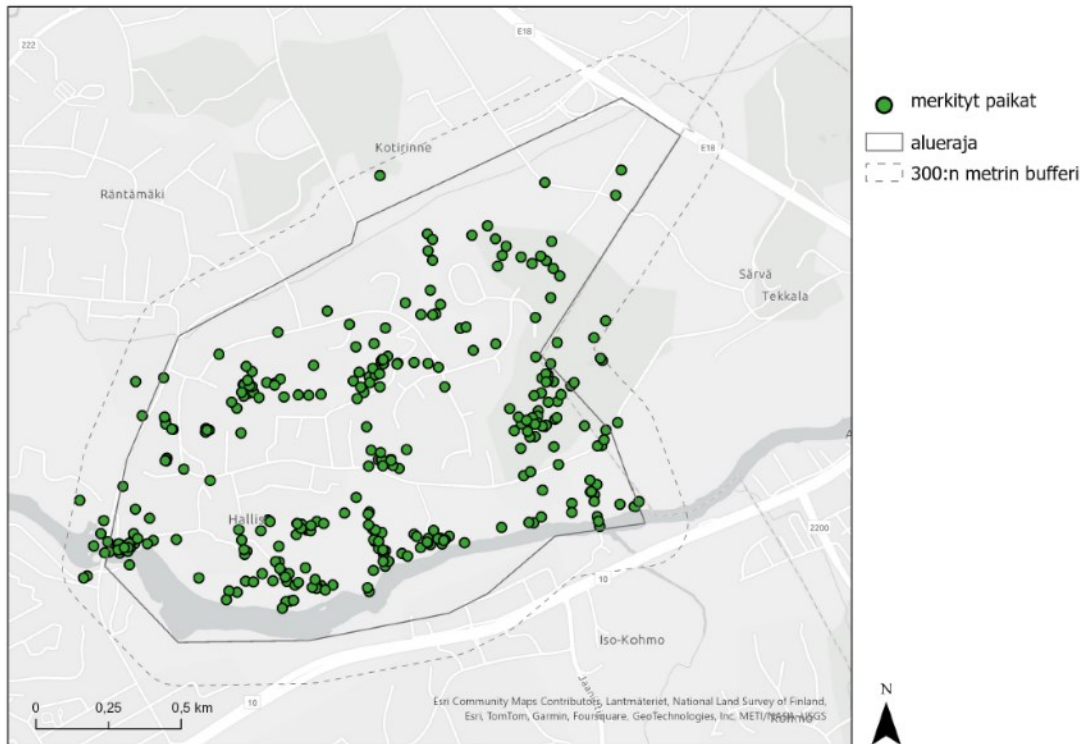 222
E18
merkityt paikat
alueraja
300:n metrin bufferi
Kotirinne
E18
Räntämäki
Särvä
Tekkala
A
Hallis
2200
10
Iso-Kohmo
Jaanintie
10
Esri Community Maps Contributors, Lantmäteriet, National Land Survey of Finland,
Esri, TomTom, Garmin, Foursquare, GeoTechnologies, Inc, METI/NASA, USGS
Kohmo
0 0,25 0,5 km
N